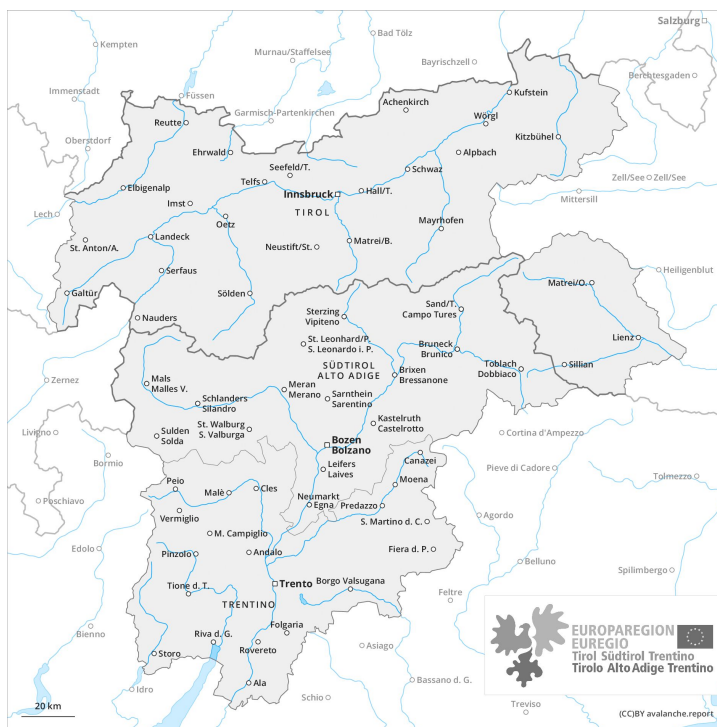 Salzburg
Kempten
Bad Tölz
Murnau/Staffelsee
Bayrischzell
Berchtesgaden
Immenstadt
Füssen
Garmisch-Partenkirchen
Achenkirch
Kufstein
Reutte
Wörgl
Kitzbühel
Oberstdorf
Ehrwald
Alpbach
Seefeld/T.
Schwaz
Zell/See
Zell/See
Elbigenalp
Telfs
Innsbruck
Hall/T.
Mittersill
Imst
TIROL
Lech
Oetz
Mayrhofen
Landeck
St. Anton/A.
Neustift/St.
Matrei/B.
Serfaus
Heiligenblut
Galtür
Sölden
Matrei/O.
Nauders
Sterzing
Vipiteno
Sand/T.
Campo Tures
St. Leonhard/P.
S. Leonardo i. P.
Bruneck
Brunico
Lienz
SÜDTIROL
ALTO ADIGE
Brixen
Bressanone
Toblach
Dobbiaco
Sillian
Zernez
Mals
Malles V.
Meran
Merano
Sarnthein
Sarentino
Schlanders
Silandro
Kastelruth
Castelrotto
St. Walburg
S. Valburga
Livigno
Sulden
Solda
Bozen
Bolzano
Cortina d'Ampezzo
Bormio
Leifers
Laives
Canazei
Pieve di Cadore
Tolmezzo
Peio
Malè
Cles
Neumarkt
Egna
Moena
Poschiavo
Predazzo
Vermiglio
S. Martino d. C.
Agordo
M. Campiglio
Edolo
Pinzolo
Andalo
Fiera d. P.
Belluno
Spilimbergo
Tione d. T.
Trento
Borgo Valsugana
Feltre
TRENTINO
Folgaria
Bienno
Riva d. G.
Rovereto
Asiago
Storo
Idro
Ala
Schio
Bassano d. G.
Treviso
EUROPAREGION
EUREGIO
Tirol Südtirol Trentino
Tirolo Alto Adige Trentino
20 km
(CC)BY avalanche.report